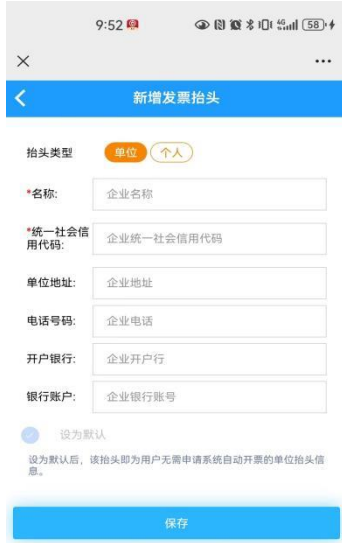 9:52
4G
58
新增发票抬头
抬头类型 单位 个人
*名称: 企业名称
*统一社会信
用代码: 企业统一社会信用代码
单位地址: 企业地址
电话号码: 企业电话
开户银行: 企业开户行
银行账户: 企业银行账号
设为默认
设为默认后，该抬头即为用户无需申请系统自动开票的单位抬头信
息。
保存